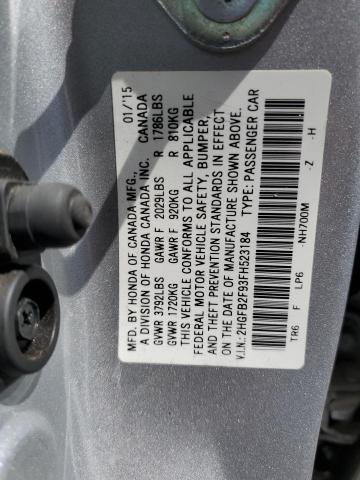 MFD. BY HONDA OF CANADA MFG., 01/'15
A DIVISION OF HONDA CANADA INC. CANADA
GVWR 3792LBS GAWR F 2029LBS R 1786LBS
GVWR 1720KG GAWR F 920KG R 810KG
THIS VEHICLE CONFORMS TO ALL APPLICABLE
FEDERAL MOTOR VEHICLE SAFETY, BUMPER,
AND THEFT PREVENTION STANDARDS IN EFFECT
ON THE DATE OF MANUFACTURE SHOWN ABOVE.
V.I.N.: 2HGFB2F93FH523184 TYPE: PASSENGER CAR
TR6 F LP6 -NH700M -Z -H